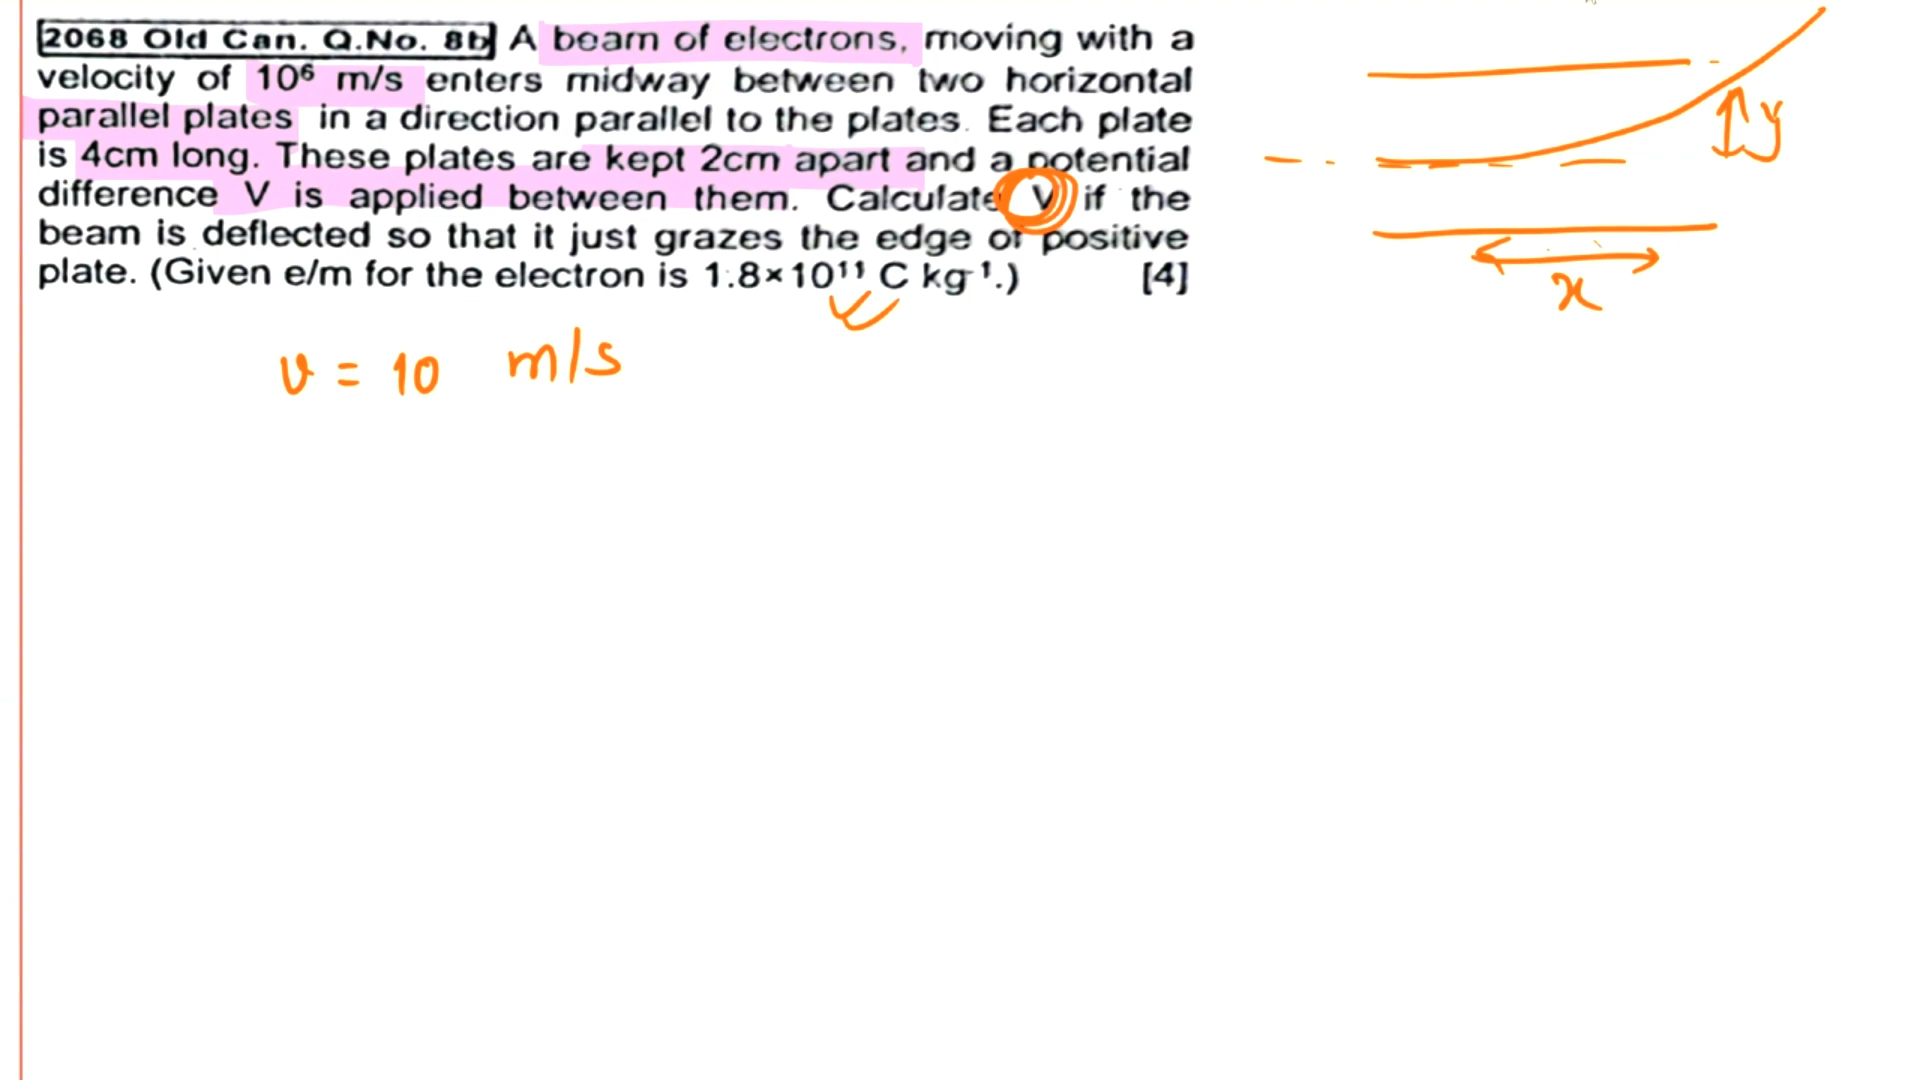 2068 Old Can. Q.No. 8b A beam of electrons, moving with a
velocity of 10⁶ m/s enters midway between two horizontal
parallel plates in a direction parallel to the plates. Each plate
is 4cm long. These plates are kept 2cm apart and a potential
difference V is applied between them. Calculate V if the
beam is deflected so that it just grazes the edge of positive
plate. (Given e/m for the electron is 1.8×10¹¹ C kg⁻¹.) [4]
y
x
v = 10 m/s